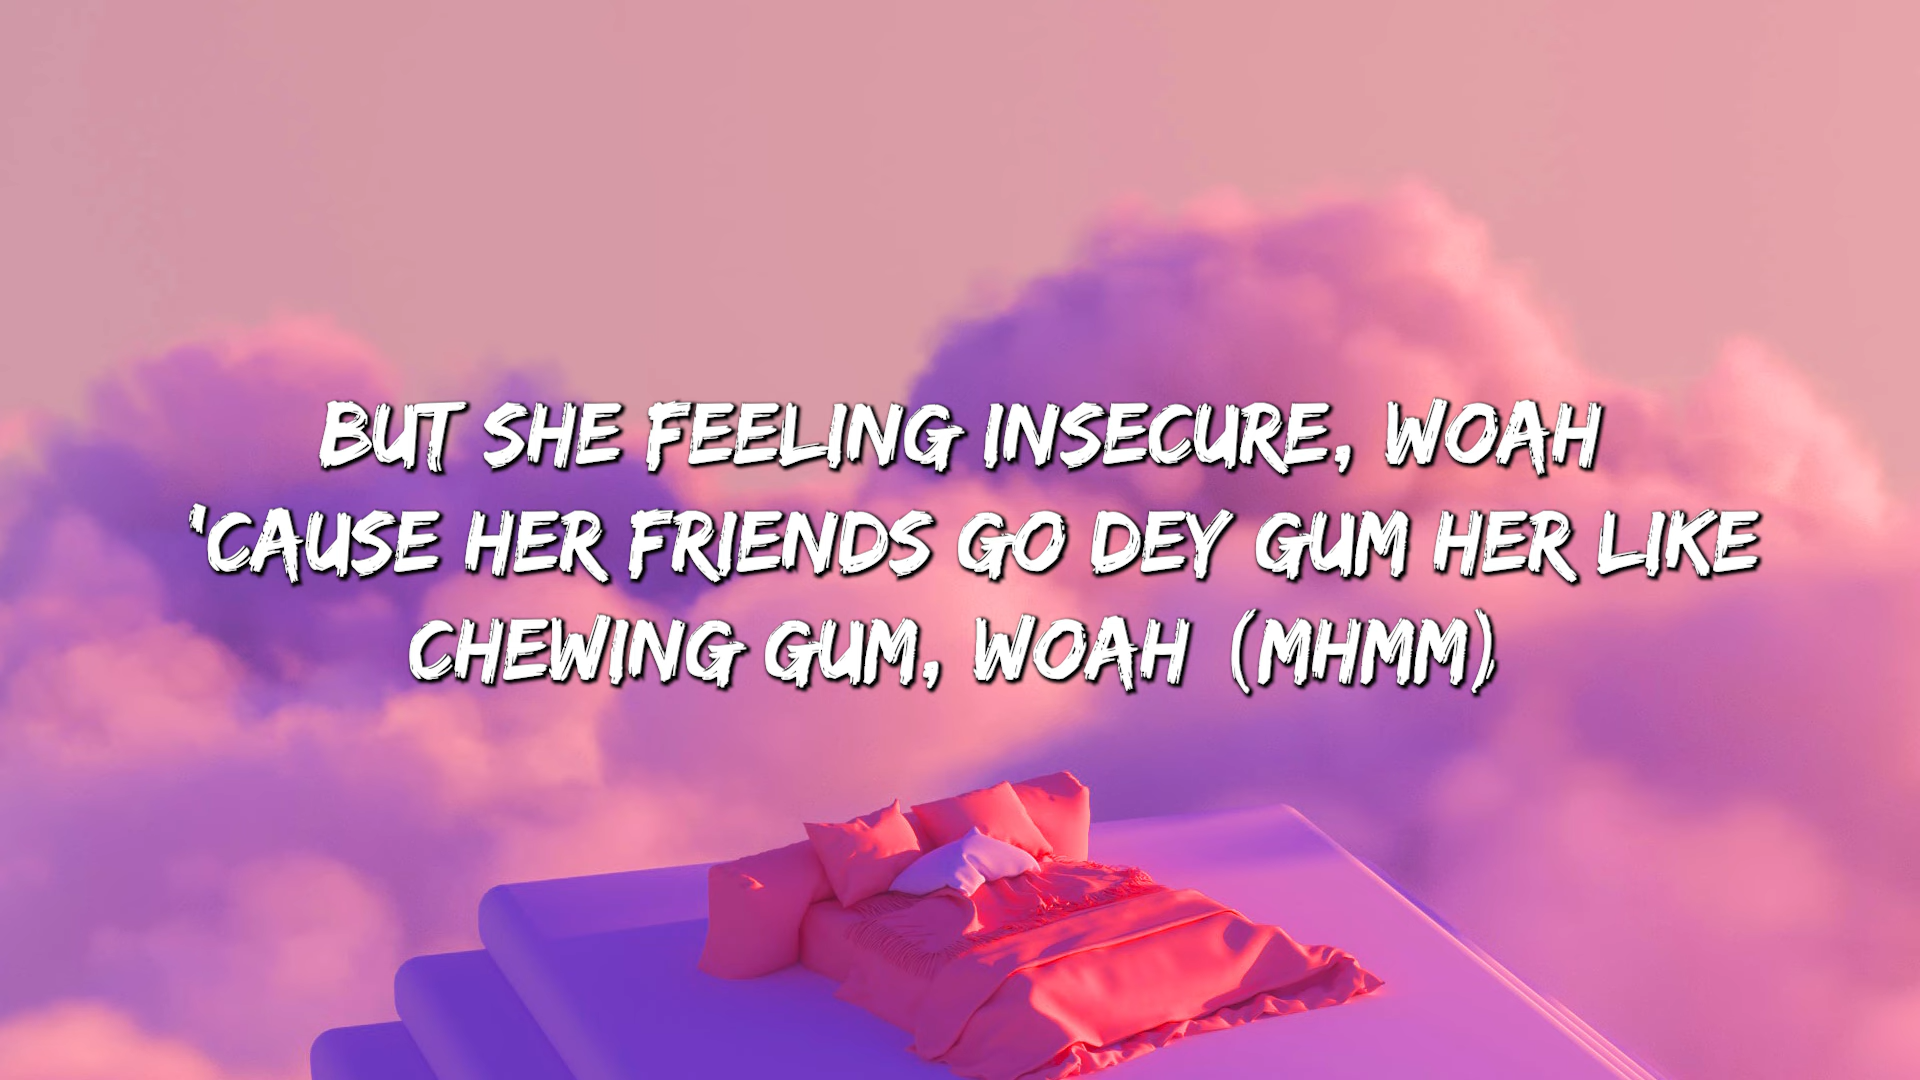 BUT SHE FEELING INSECURE, WOAH
'CAUSE HER FRIENDS GO DEY GUM HER LIKE
CHEWING GUM, WOAH (MHMM)